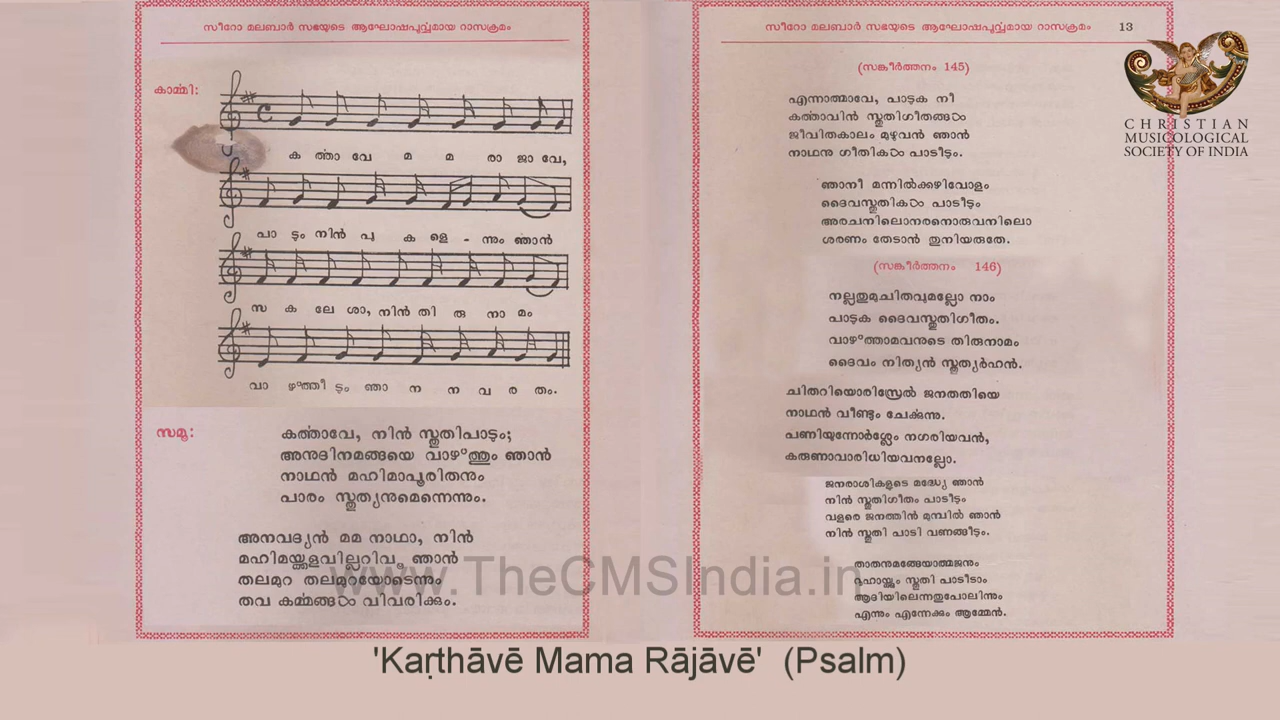 സീറോ മലബാർ സഭയുടെ ആഘോഷപൂർവ്വമായ റാസക്രമം
കാർമ്മി:
കർത്താ വേ മ മ രാ ജാ വേ,
പാ ടും നിൻ പു ക ളെ - ന്നും ഞാൻ
സ ക ലേ ശാ, നിൻ തി രു നാ മം
വാ ഴ്ത്തീ ടും ഞാ ന ന വ ര തം.
സമൂ:
കർത്താവേ, നിൻ സ്തുതിപാടും;
അനുദിനമങ്ങയെ വാഴ്ത്തും ഞാൻ
നാഥൻ മഹിമാപൂരിതനും
പാരം സ്തുത്യനുമെന്നെന്നും.
അനവദ്യൻ മമ നാഥാ, നിൻ
മഹിമയ്ക്കളവില്ലറിവൂ ഞാൻ
തലമുറ തലമുറയോടെന്നും
തവ കർമ്മങ്ങൾ വിവരിക്കും.
സീറോ മലബാർ സഭയുടെ ആഘോഷപൂർവ്വമായ റാസക്രമം 13
(സങ്കീർത്തനം 145)
എന്നാത്മാവേ, പാടുക നീ
കർത്താവിൻ സ്തുതിഗീതങ്ങൾ
ജീവിതകാലം മുഴുവൻ ഞാൻ
നാഥനു ഗീതികൾ പാടീടും.
ഞാനീ മന്നിൽക്കഴിവോളം
ദൈവസ്തുതികൾ പാടീടും
അരചനിലൊനരനൊരുവനിലൊ
ശരണം തേടാൻ തുനിയരുതേ.
(സങ്കീർത്തനം 146)
നല്ലതുമുചിതവുമല്ലോ നാം
പാടുക ദൈവസ്തുതിഗീതം.
വാഴ്ത്താമവനുടെ തിരുനാമം
ദൈവം നിത്യൻ സ്തുത്യർഹൻ.
ചിതറിയൊരിസ്രേൽ ജനതതിയെ
നാഥൻ വീണ്ടും ചേർക്കുന്നു.
പണിയുന്നോർശ്ലേം നഗരിയവൻ,
കരുണാവാരിധിയവനല്ലോ.
ജനരാശികളുടെ മദ്ധ്യേ ഞാൻ
നിൻ സ്തുതിഗീതം പാടീടും
വളരെ ജനത്തിൻ മുമ്പിൽ ഞാൻ
നിൻ സ്തുതി പാടി വണങ്ങീടും.
താതനുമതുപോലാത്മജനും
റൂഹായ്ക്കും സ്തുതി പാടീടാം
ആദിയിലെന്നതുപോലിന്നും
എന്നും എന്നേക്കും ആമ്മേൻ.
CHRISTIAN
MUSICOLOGICAL
SOCIETY OF INDIA
www.TheCMSIndia.in
'Kaṛthāvē Mama Rājāvē' (Psalm)